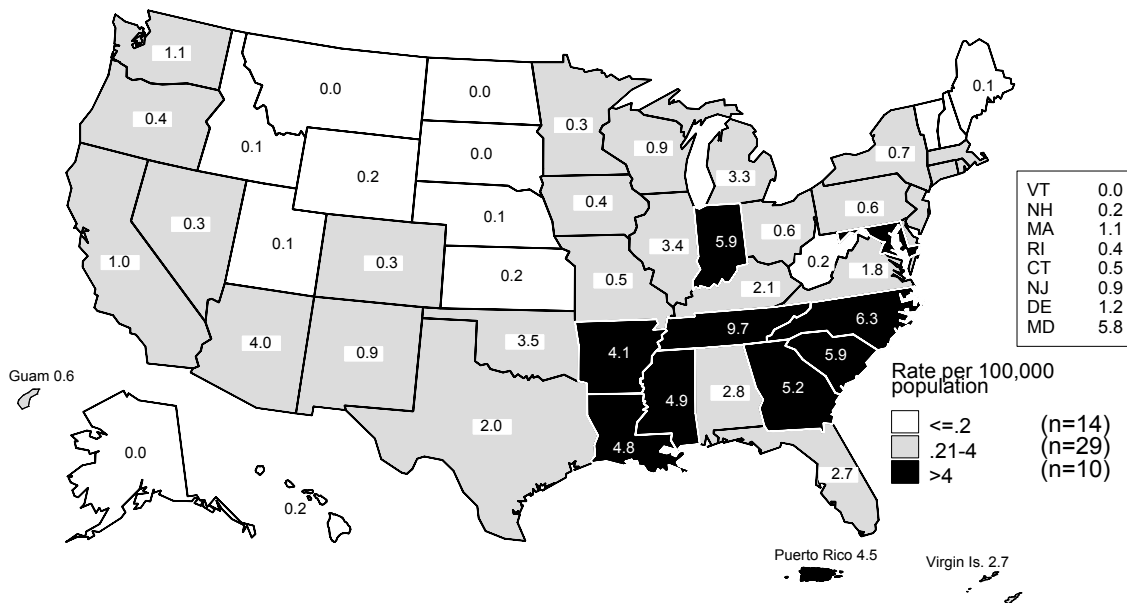 1.1
0.0
0.0
0.1
0.4
0.3
0.1
0.9
0.7
0.0
3.3
0.2
0.4
0.1
0.6
0.3
0.1
0.6
5.9
3.4
1.0
0.3
0.2
0.5
0.2
1.8
2.1
4.0
0.9
3.5
9.7
6.3
4.1
5.9
2.8
5.2
4.9
2.0
4.8
2.7
VT 0.0
NH 0.2
MA 1.1
RI 0.4
CT 0.5
NJ 0.9
DE 1.2
MD 5.8
Guam 0.6
0.0
0.2
Rate per 100,000
population
<=.2 (n=14)
.21-4 (n=29)
>4 (n=10)
Puerto Rico 4.5
Virgin Is. 2.7